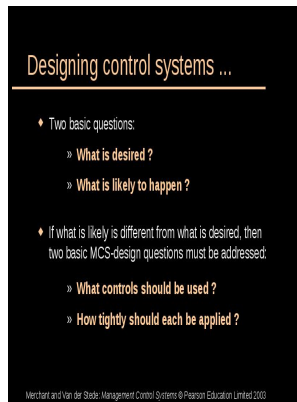 Designing control systems ...
♦ Two basic questions:
» What is desired ?
» What is likely to happen ?
♦ If what is likely is different from what is desired, then
two basic MCS-design questions must be addressed:
» What controls should be used ?
» How tightly should each be applied ?
Merchant and Van der Stede: Management Control Systems © Pearson Education Limited 2003